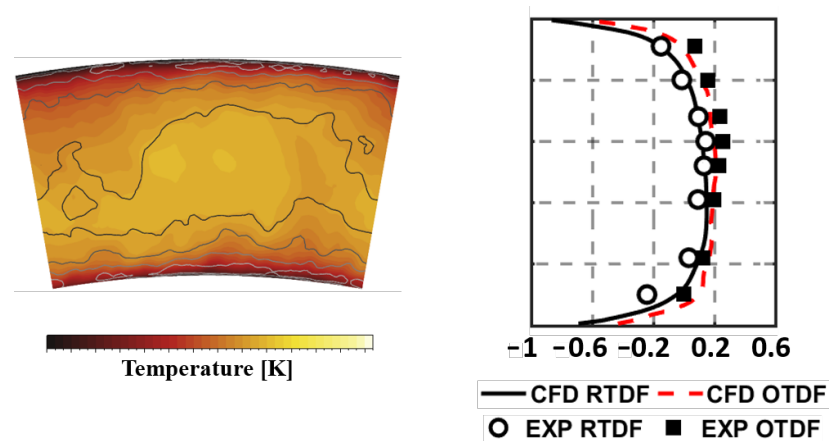 Temperature [K]
−1 −0.6 −0.2 0.2 0.6
CFD RTDF CFD OTDF
EXP RTDF EXP OTDF